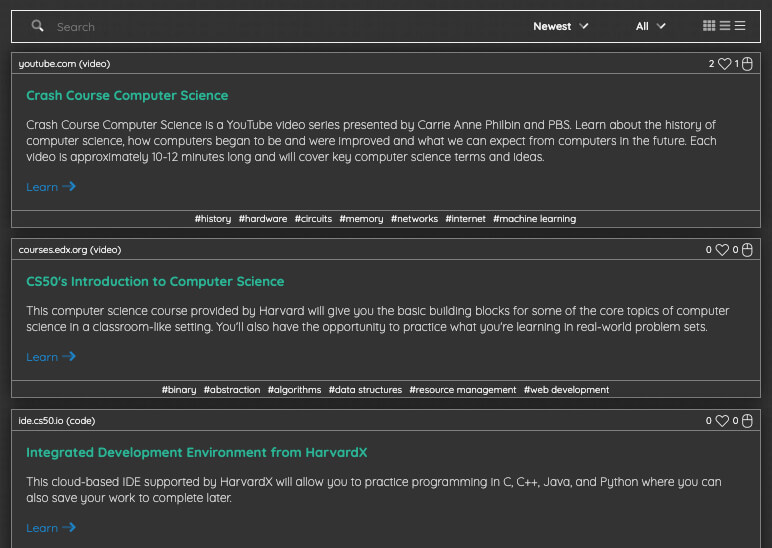 Search Newest All
youtube.com (video) 2 1
Crash Course Computer Science
Crash Course Computer Science is a YouTube video series presented by Carrie Anne Philbin and PBS. Learn about the history of
computer science, how computers began to be and were improved and what we can expect from computers in the future. Each
video is approximately 10-12 minutes long and will cover key computer science terms and ideas.
Learn
#history #hardware #circuits #memory #networks #internet #machine learning
courses.edx.org (video) 0 0
CS50's Introduction to Computer Science
This computer science course provided by Harvard will give you the basic building blocks for some of the core topics of computer
science in a classroom-like setting. You'll also have the opportunity to practice what you're learning in real-world problem sets.
Learn
#binary #abstraction #algorithms #data structures #resource management #web development
ide.cs50.io (code) 0 0
Integrated Development Environment from HarvardX
This cloud-based IDE supported by HarvardX will allow you to practice programming in C, C++, Java, and Python where you can
also save your work to complete later.
Learn